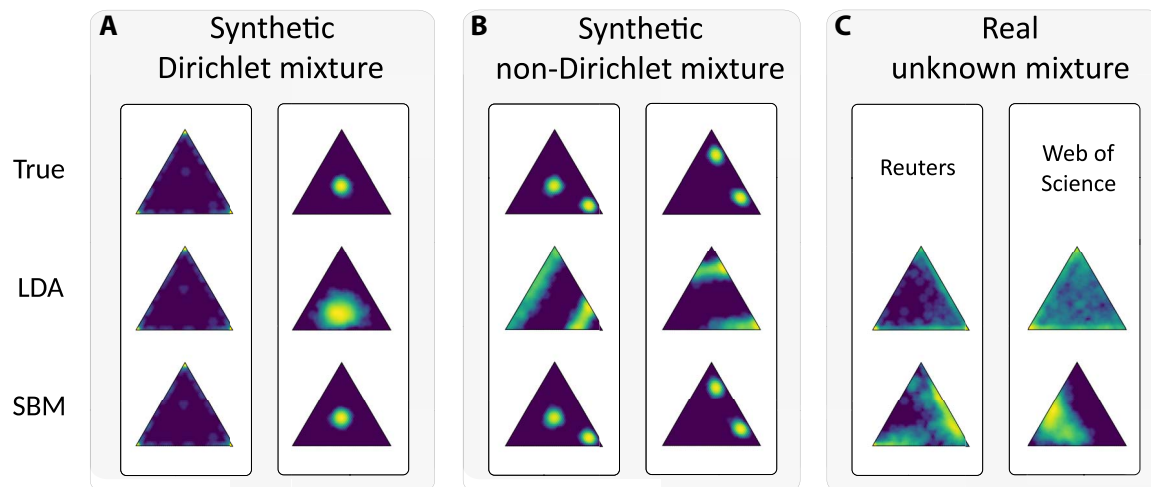 A
Synthetic
Dirichlet mixture
B
Synthetic
non-Dirichlet mixture
C
Real
unknown mixture
True
Reuters
Web of
Science
LDA
SBM